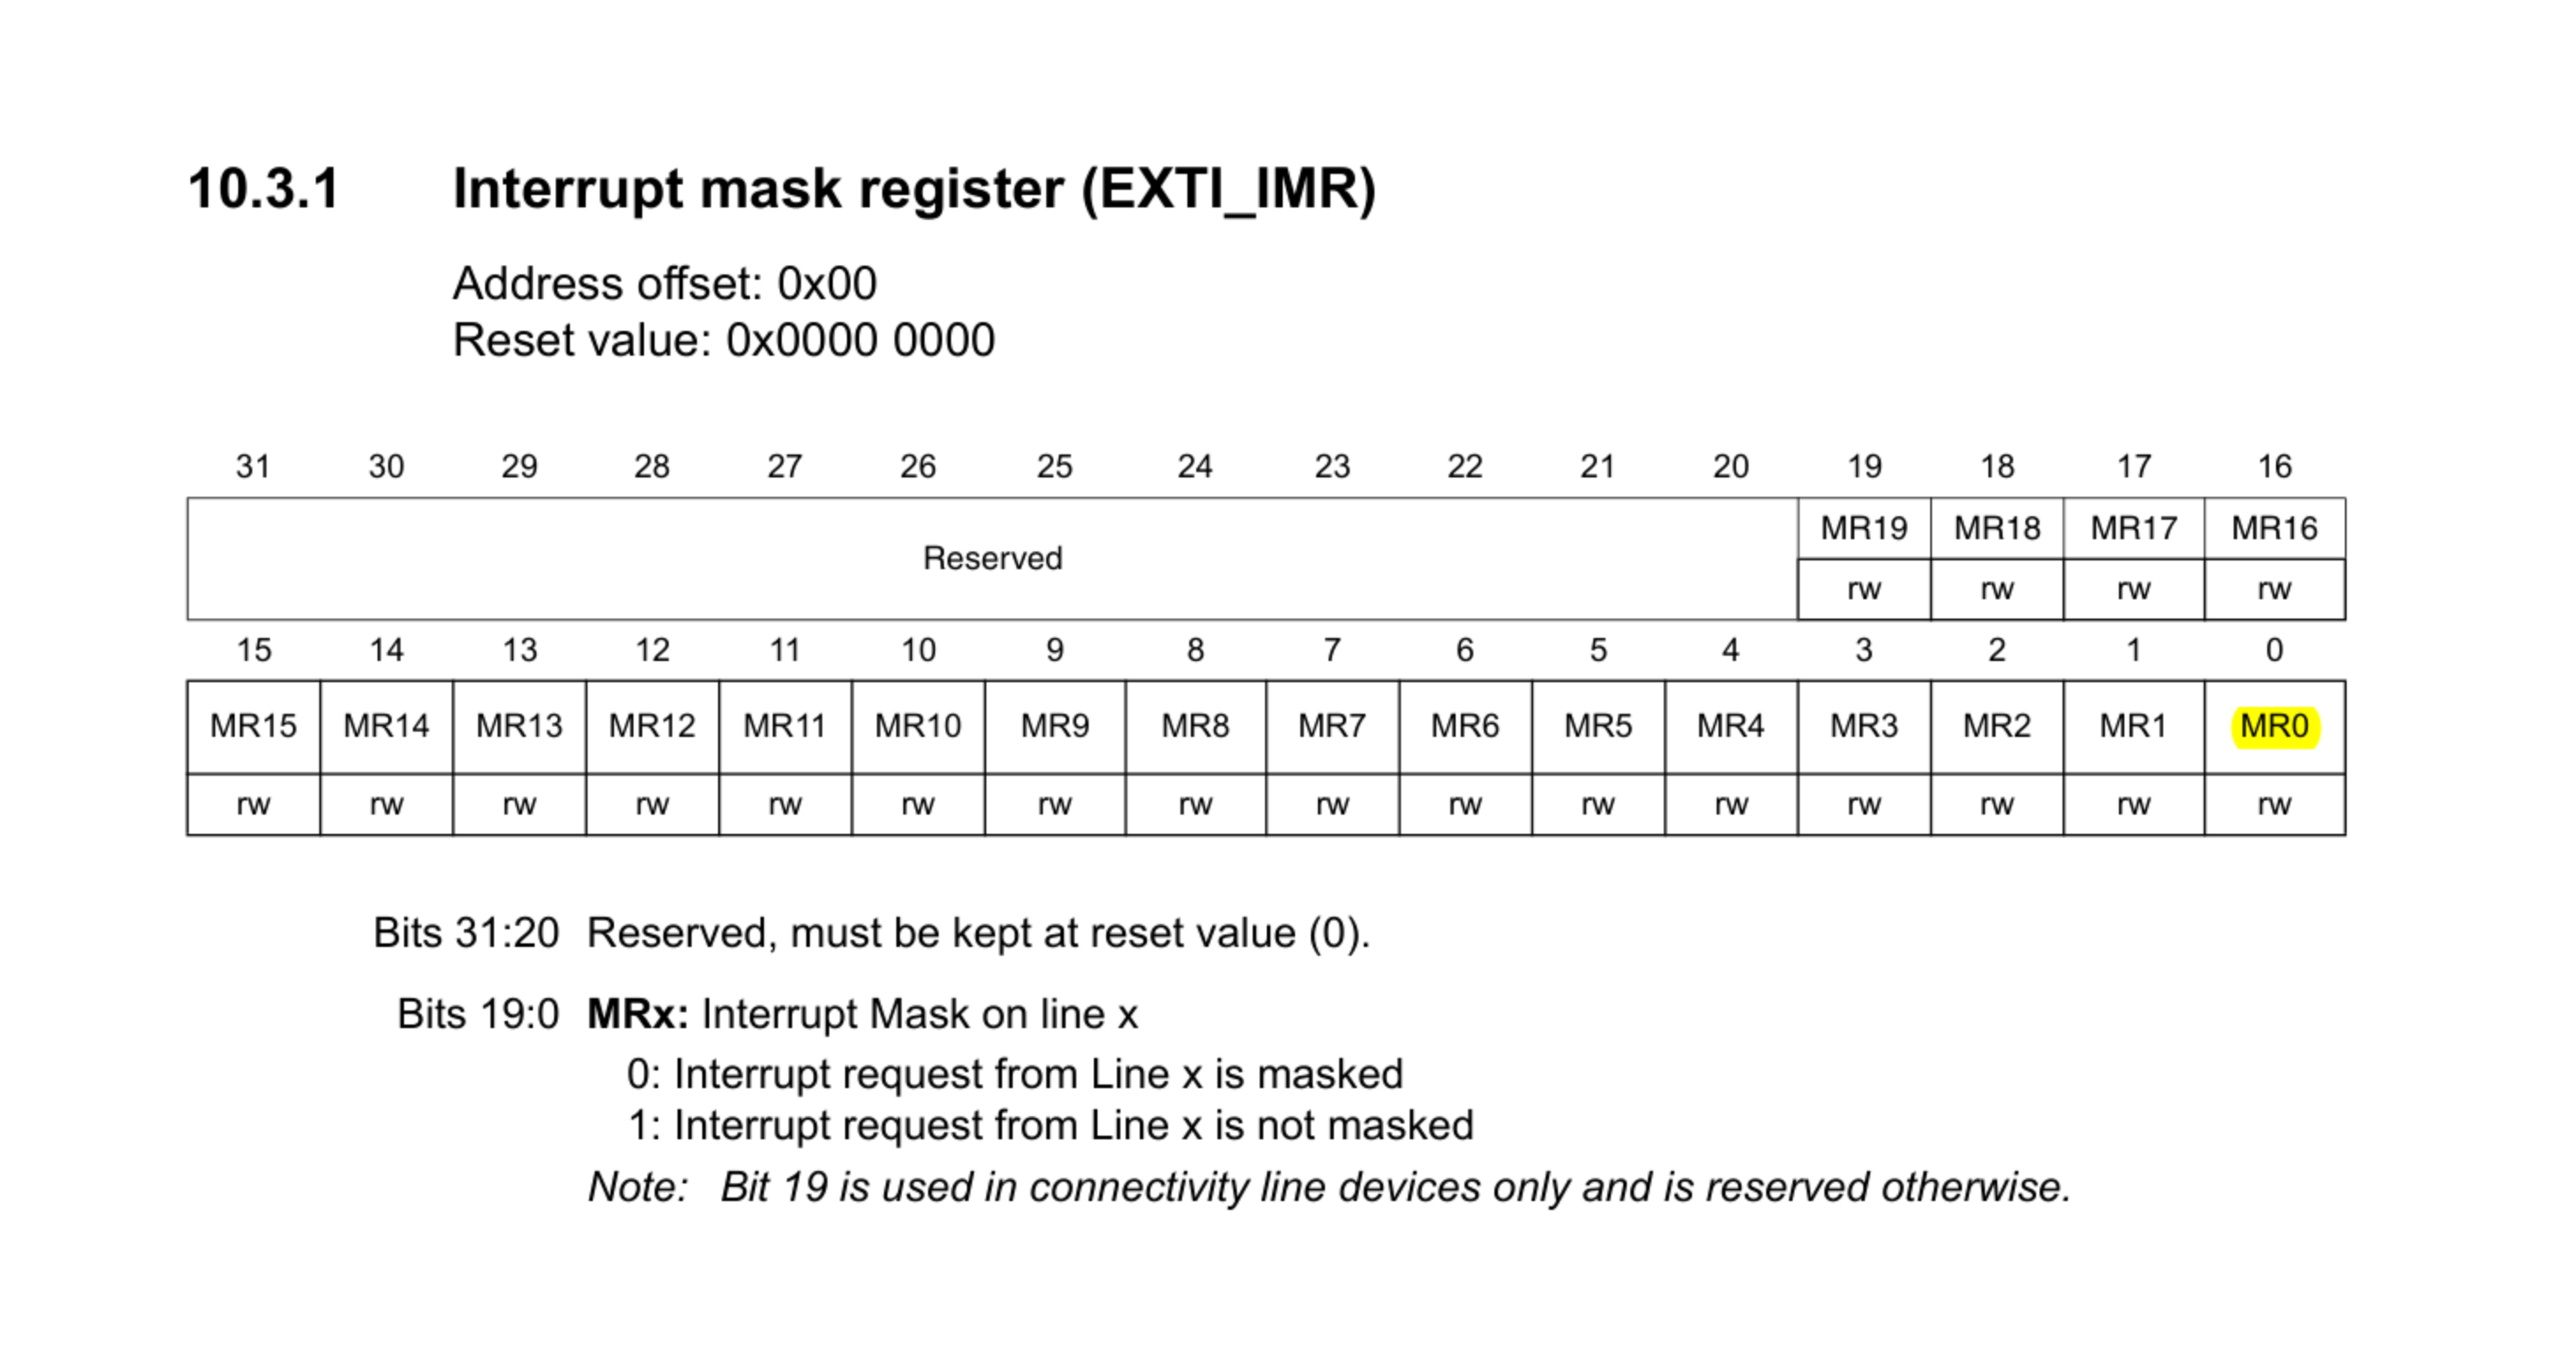 10.3.1 Interrupt mask register (EXTI_IMR)
Address offset: 0x00
Reset value: 0x0000 0000
31 30 29 28 27 26 25 24 23 22 21 20 19 18 17 16
Reserved MR19 MR18 MR17 MR16
rw rw rw rw
15 14 13 12 11 10 9 8 7 6 5 4 3 2 1 0
MR15 MR14 MR13 MR12 MR11 MR10 MR9 MR8 MR7 MR6 MR5 MR4 MR3 MR2 MR1 MR0
rw rw rw rw rw rw rw rw rw rw rw rw rw rw rw rw
Bits 31:20 Reserved, must be kept at reset value (0).
Bits 19:0 MRx: Interrupt Mask on line x
0: Interrupt request from Line x is masked
1: Interrupt request from Line x is not masked
Note: Bit 19 is used in connectivity line devices only and is reserved otherwise.